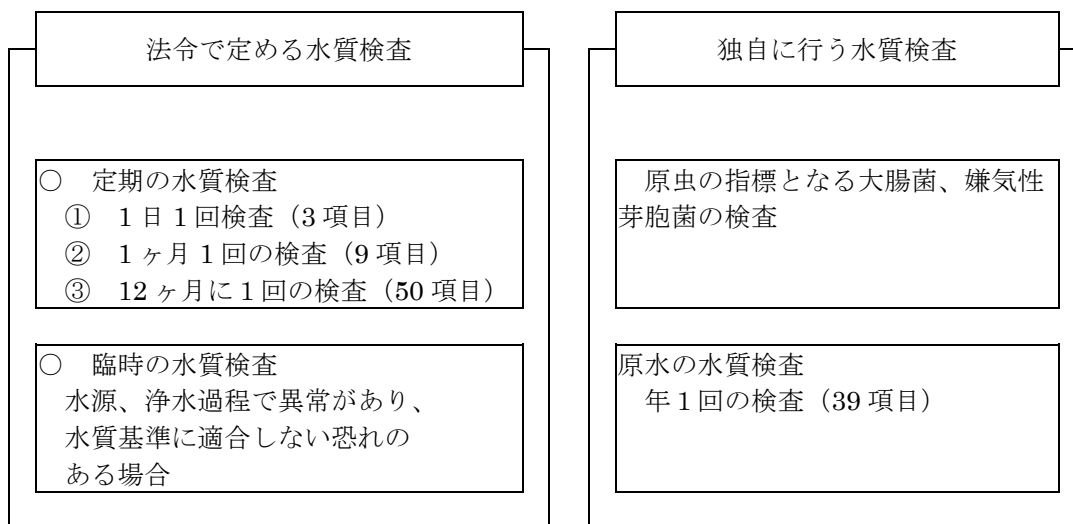 法令で定める水質検査
○　定期の水質検査
①　1日1回検査（3項目）
②　1ヶ月1回の検査（9項目）
③　12ヶ月に1回の検査（50項目）
○　臨時の水質検査
水源、浄水過程で異常があり、
水質基準に適合しない恐れの
ある場合
独自に行う水質検査
原虫の指標となる大腸菌、嫌気性
芽胞菌の検査
原水の水質検査
年1回の検査（39項目）